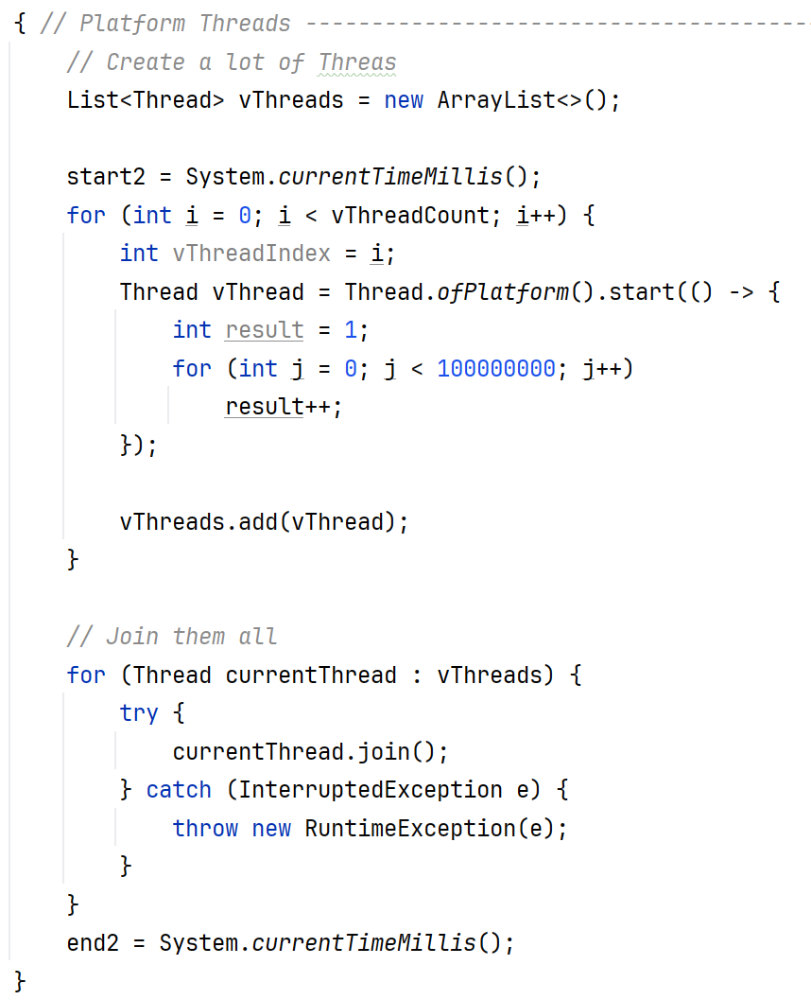 { // Platform Threads --------------------------------------
    // Create a lot of Threas
    List<Thread> vThreads = new ArrayList<>();

    start2 = System.currentTimeMillis();
    for (int i = 0; i < vThreadCount; i++) {
        int vThreadIndex = i;
        Thread vThread = Thread.ofPlatform().start(() -> {
            int result = 1;
            for (int j = 0; j < 100000000; j++)
                result++;
        });

        vThreads.add(vThread);
    }

    // Join them all
    for (Thread currentThread : vThreads) {
        try {
            currentThread.join();
        } catch (InterruptedException e) {
            throw new RuntimeException(e);
        }
    }
    end2 = System.currentTimeMillis();
}